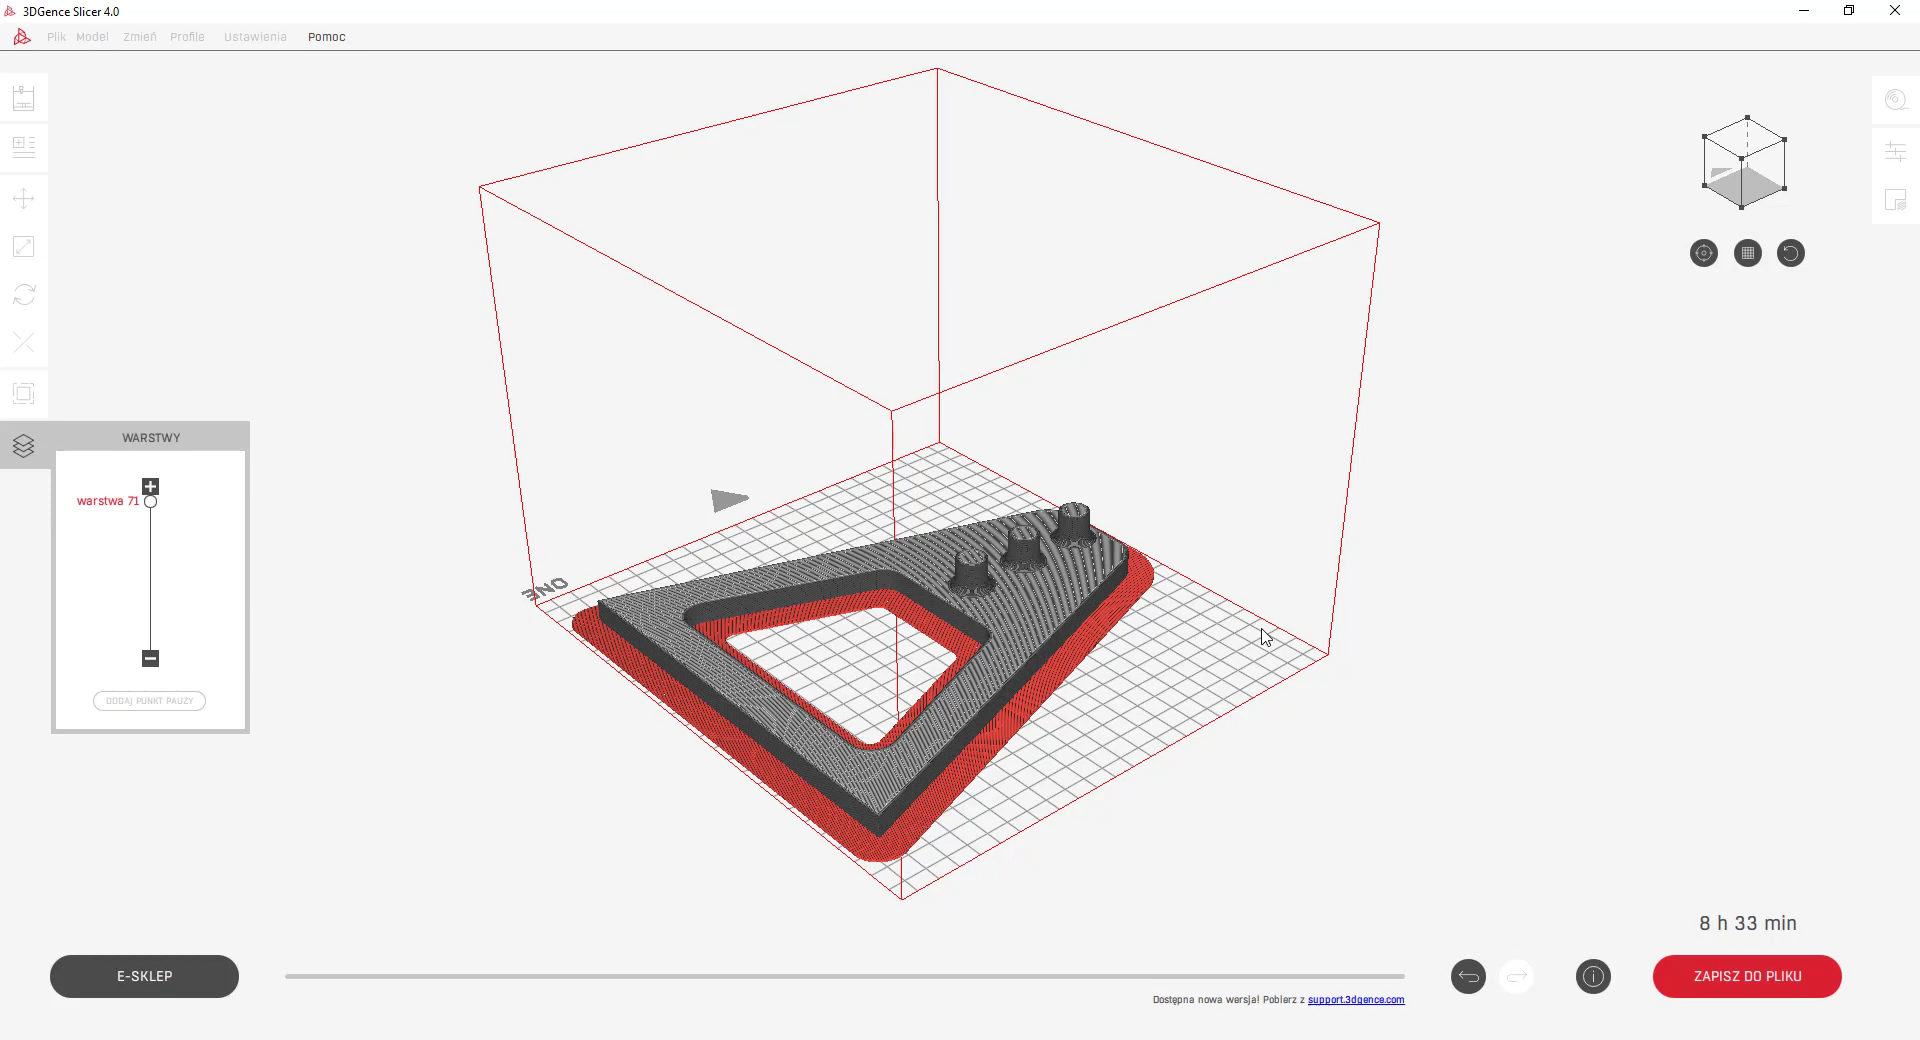 3DGence Slicer 4.0
Plik Model Zmień Profile Ustawienia Pomoc
WARSTWY
warstwa 71
DODAJ PUNKT PAUZY
ONE
8 h 33 min
E-SKLEP
ZAPISZ DO PLIKU
Dostępna nowa wersja! Pobierz z support.3dgence.com